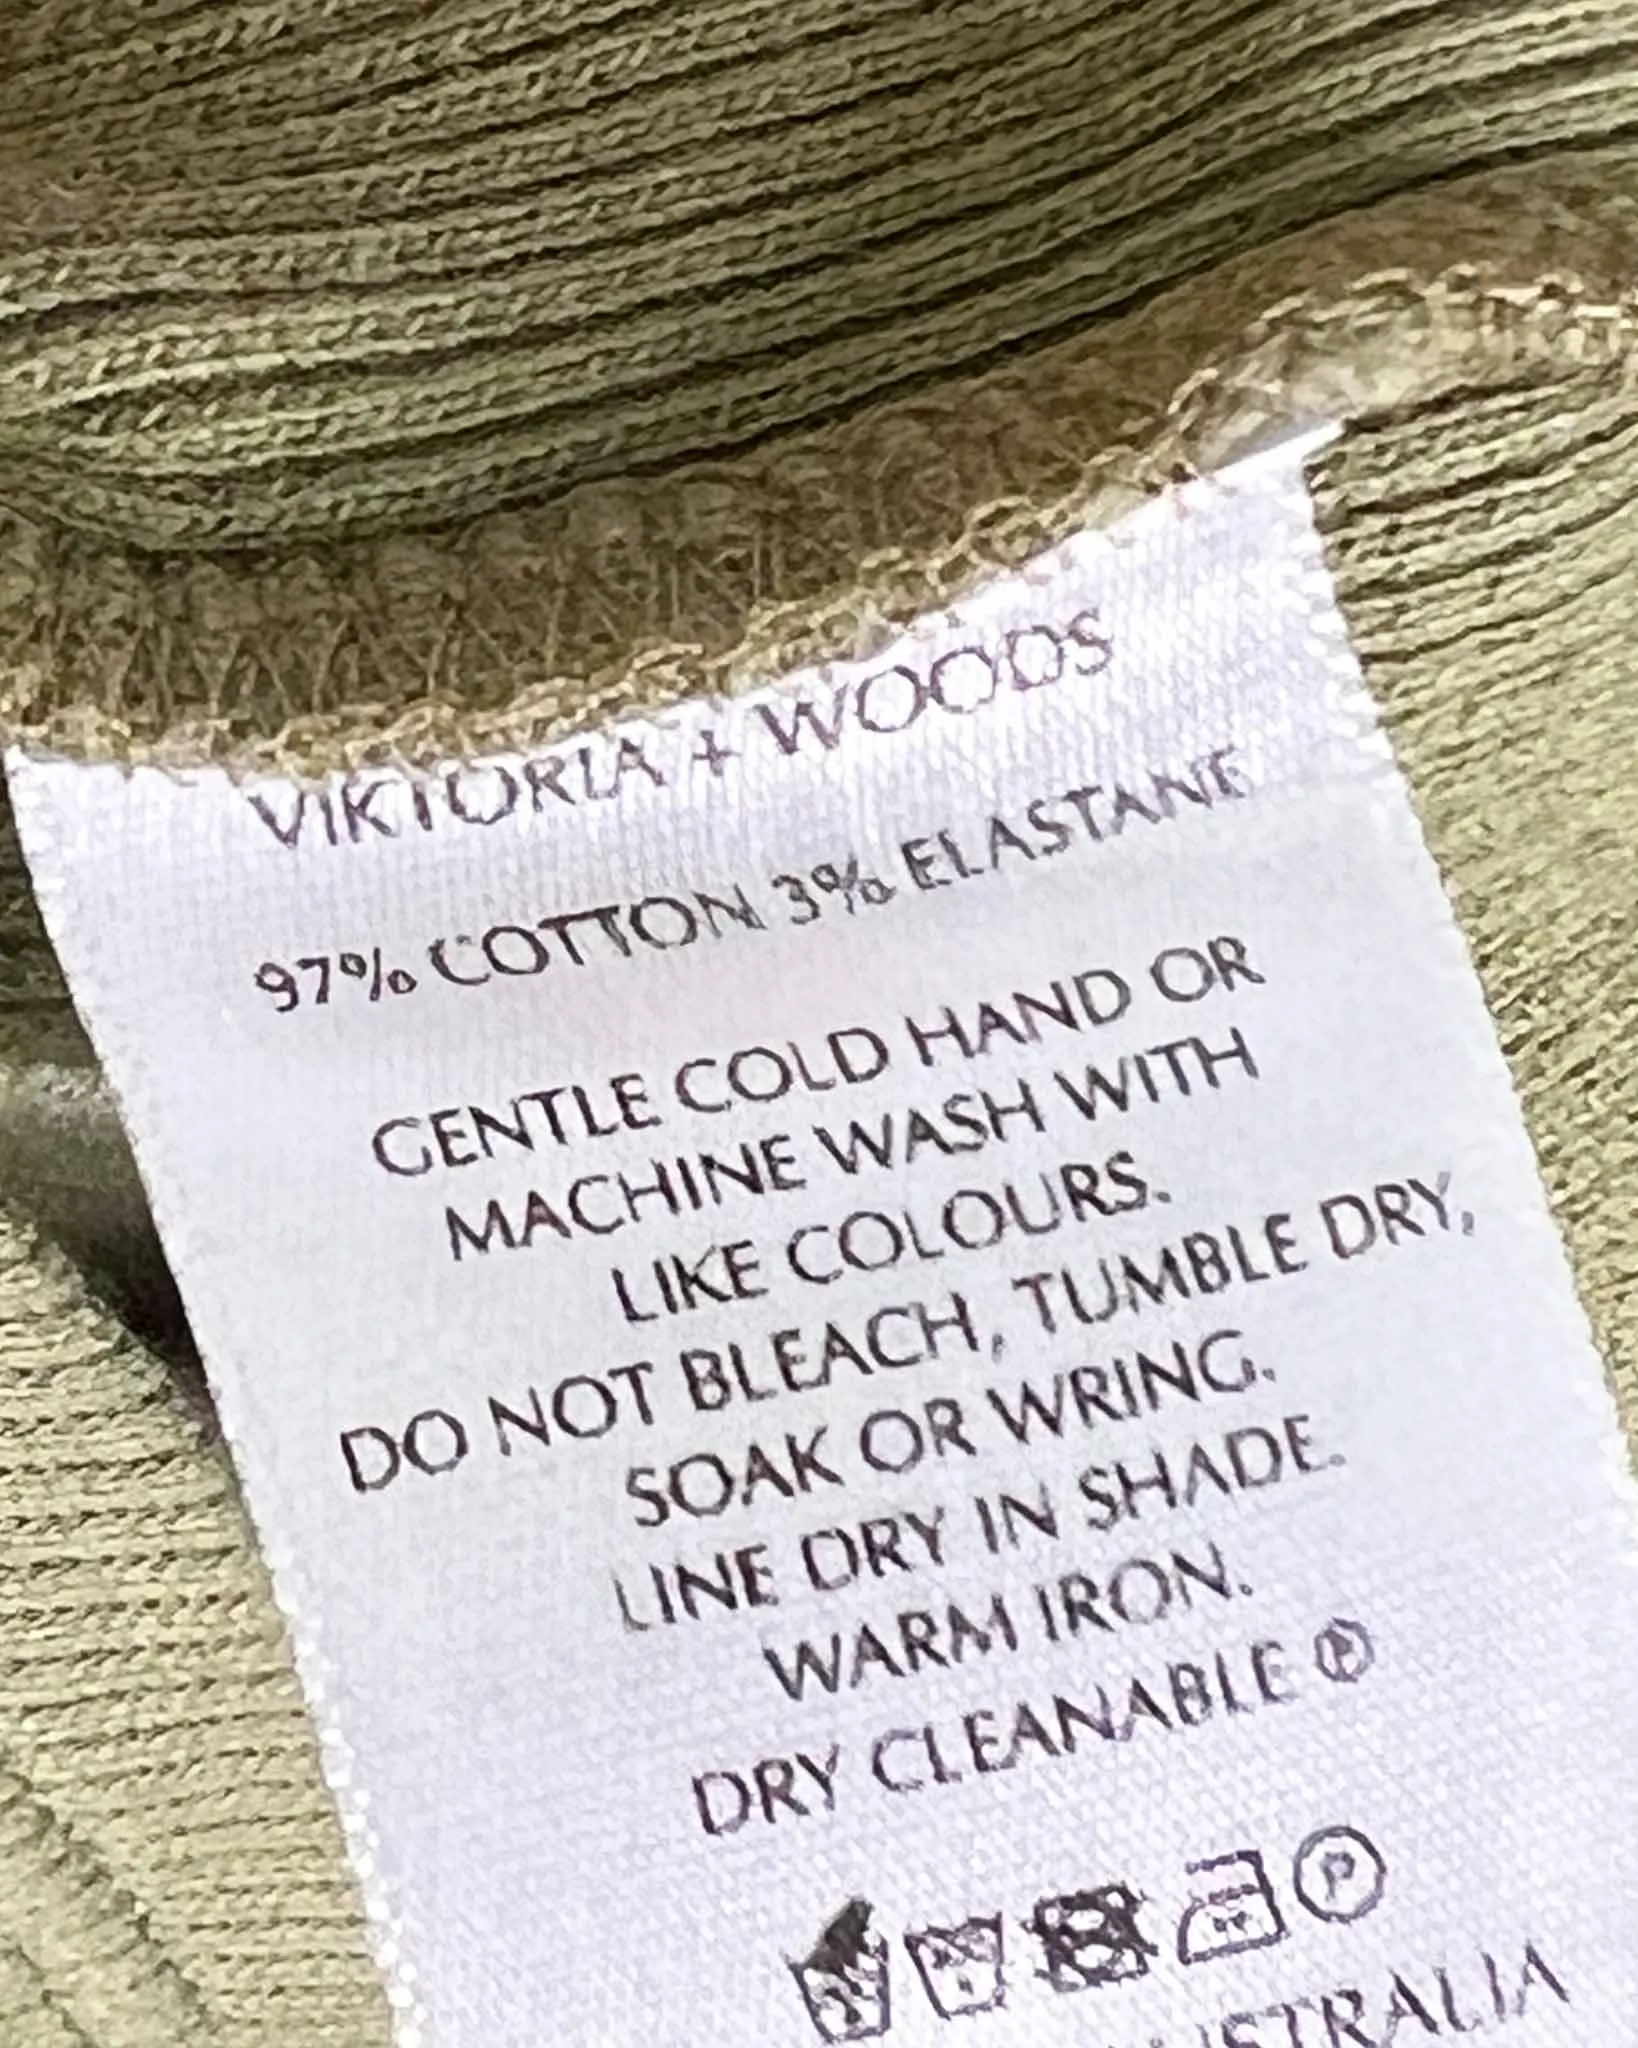 VIKTORIA + WOODS
97% COTTON 3% ELASTANE
GENTLE COLD HAND OR
MACHINE WASH WITH
LIKE COLOURS.
DO NOT BLEACH, TUMBLE DRY,
SOAK OR WRING.
LINE DRY IN SHADE.
WARM IRON.
DRY CLEANABLE Ⓟ
P
AUSTRALIA